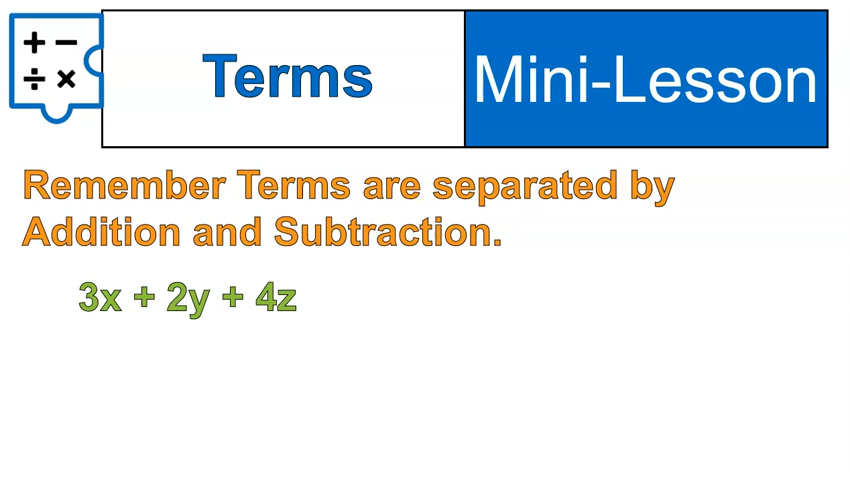 + −
÷ ×
Terms
Mini-Lesson
Remember Terms are separated by
Addition and Subtraction.
3x + 2y + 4z